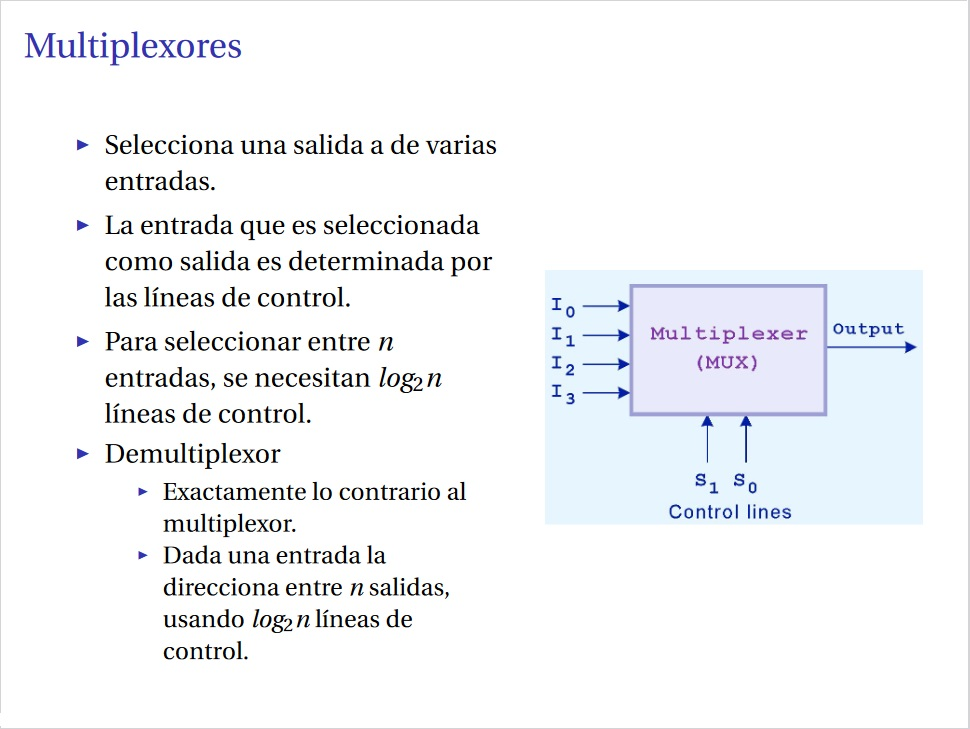 Multiplexores
▶ Selecciona una salida a de varias
entradas.
▶ La entrada que es seleccionada
como salida es determinada por
las líneas de control.
▶ Para seleccionar entre n
entradas, se necesitan log₂n
líneas de control.
▶ Demultiplexor
▶ Exactamente lo contrario al
multiplexor.
▶ Dada una entrada la
direcciona entre n salidas,
usando log₂n líneas de
control.
I₀
I₁
I₂
I₃
Multiplexer
(MUX)
Output
S₁ S₀
Control lines